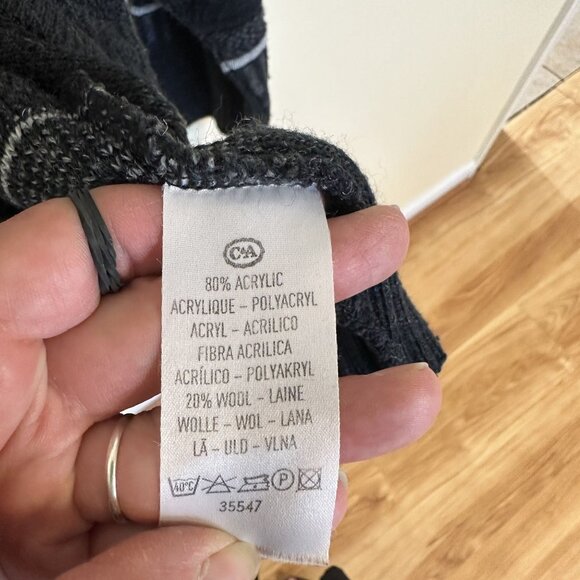 C&A
80% ACRYLIC
ACRYLIQUE – POLYACRYL
ACRYL – ACRILICO
FIBRA ACRILICA
ACRÍLICO – POLYAKRYL
20% WOOL – LAINE
WOLLE – WOL – LANA
LÃ – ULD – VLNA
40°C P
35547